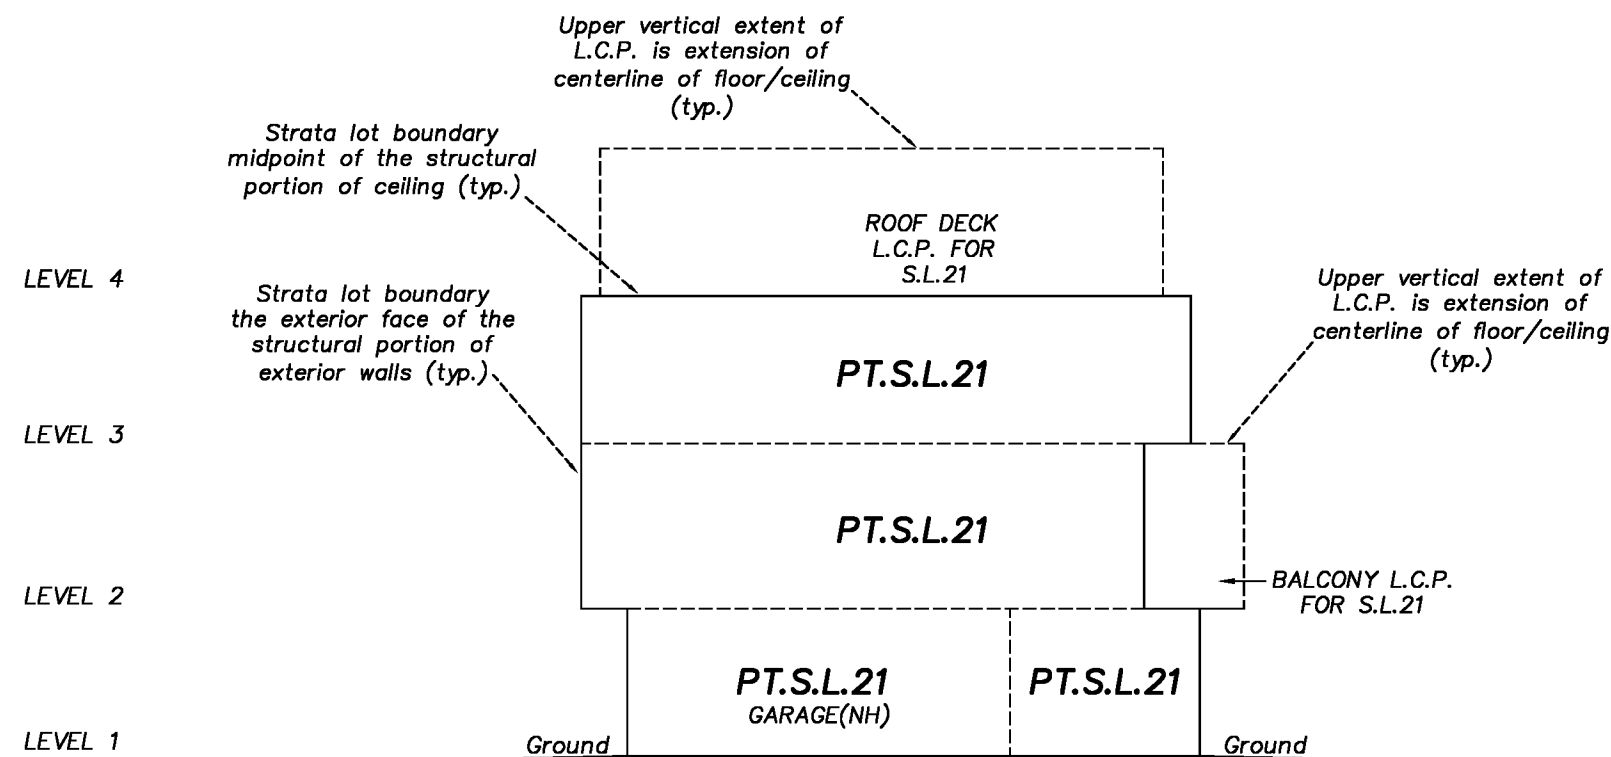 Upper vertical extent of
L.C.P. is extension of
centerline of floor/ceiling
(typ.)
Strata lot boundary
midpoint of the structural
portion of ceiling (typ.)
ROOF DECK
L.C.P. FOR
S.L.21
LEVEL 4
Strata lot boundary
the exterior face of the
structural portion of
exterior walls (typ.)
Upper vertical extent of
L.C.P. is extension of
centerline of floor/ceiling
(typ.)
PT.S.L.21
LEVEL 3
PT.S.L.21
BALCONY L.C.P.
FOR S.L.21
LEVEL 2
PT.S.L.21
GARAGE(NH)
PT.S.L.21
LEVEL 1
Ground
Ground